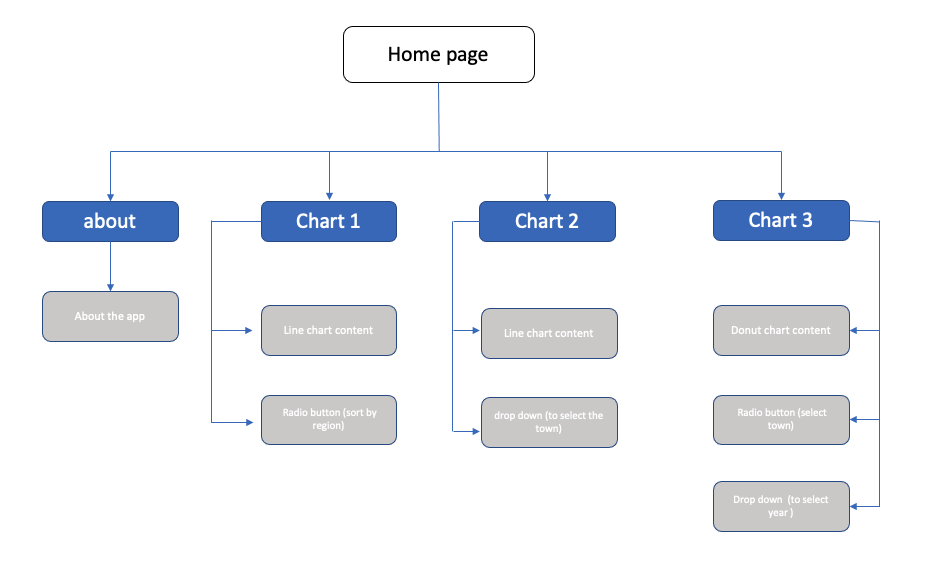 Home page
about
Chart 1
Chart 2
Chart 3
About the app
Line chart content
Line chart content
Donut chart content
Radio button (sort by
region)
drop down (to select the
town)
Radio button (select
town)
Drop down  (to select
year )